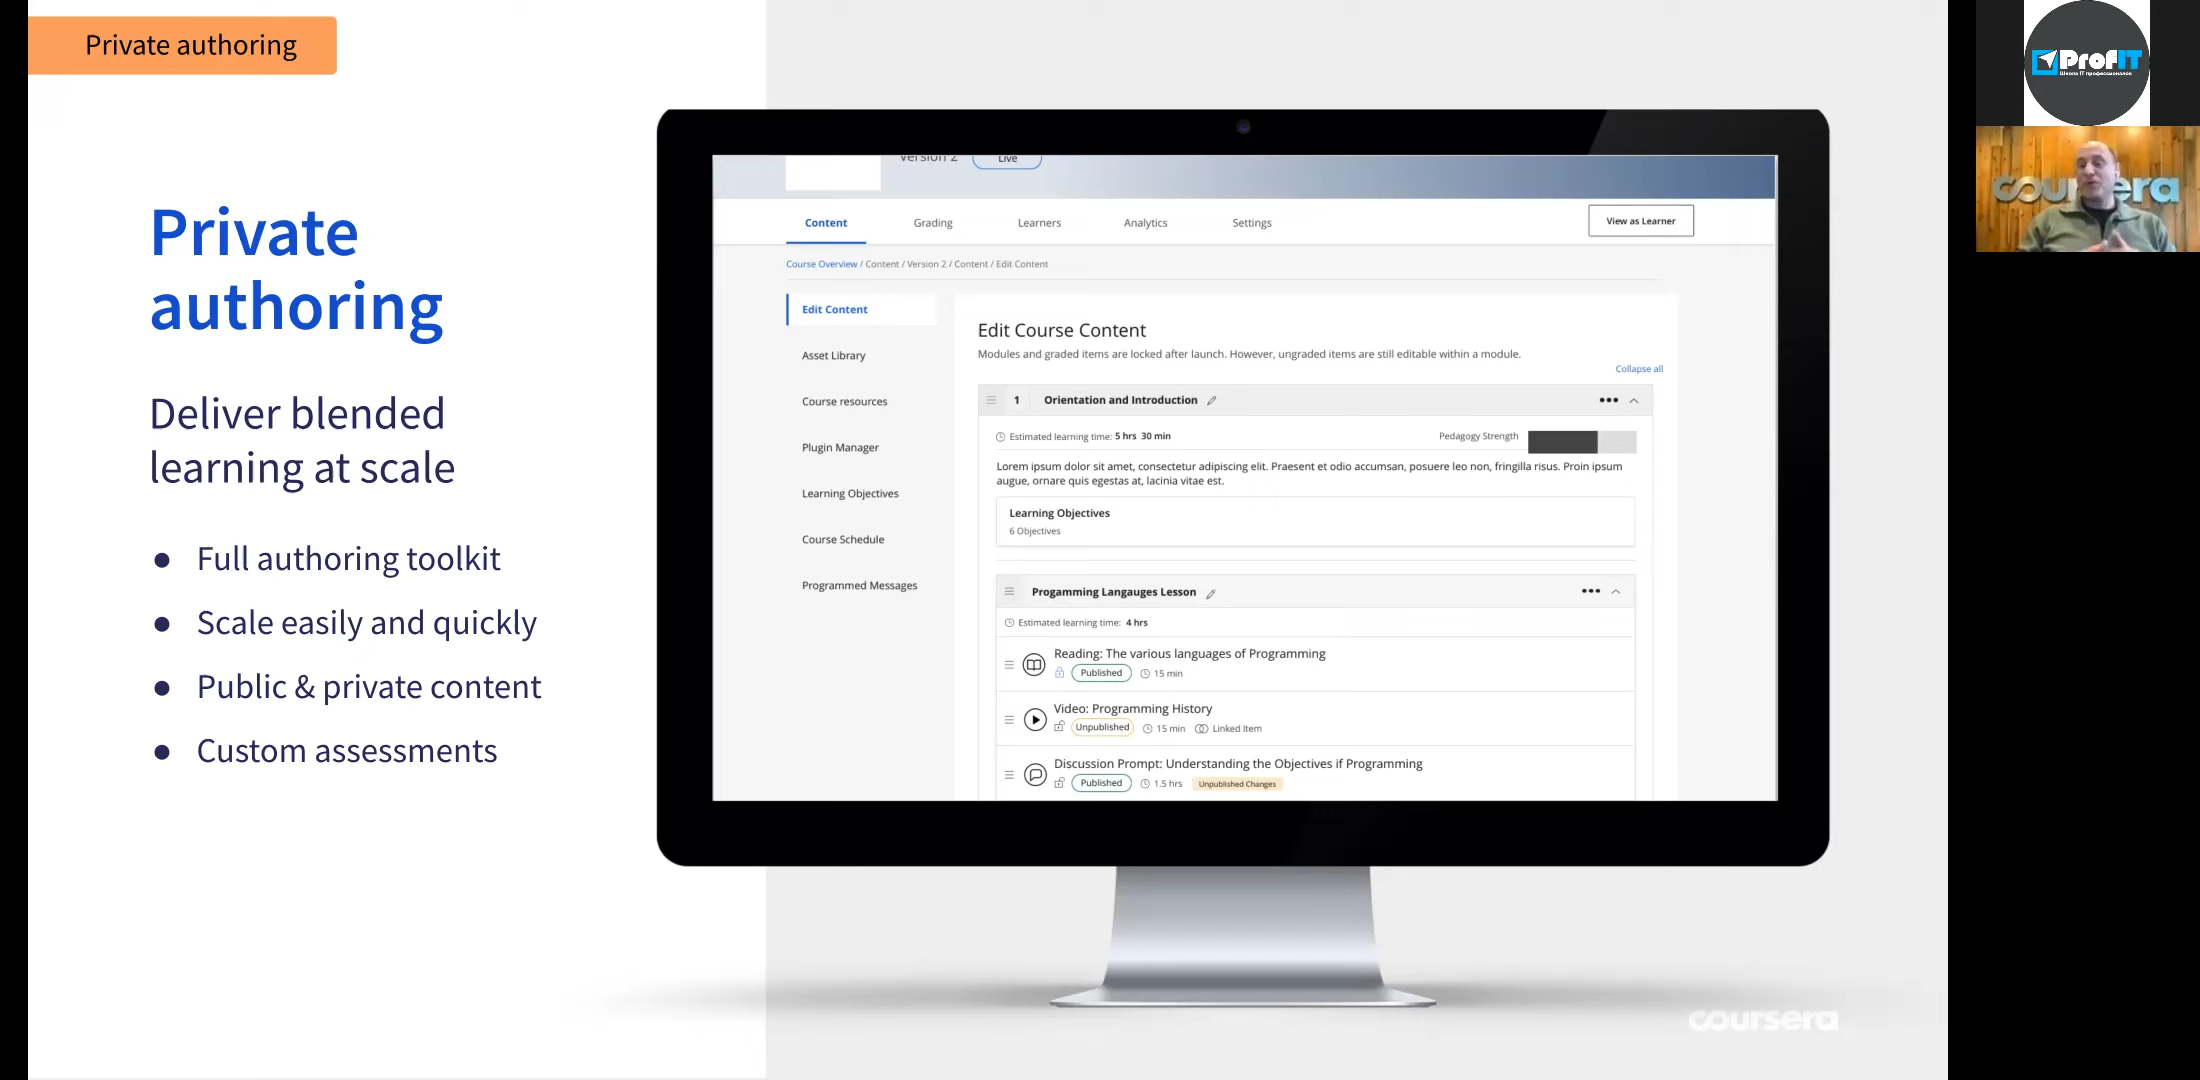 Private authoring
Private
authoring
Deliver blended
learning at scale
● Full authoring toolkit
● Scale easily and quickly
● Public & private content
● Custom assessments
Version 2 Live
Content Grading Learners Analytics Settings View as Learner
Course Overview / Content / Version 2 / Content / Edit Content
Edit Content
Asset Library
Course resources
Plugin Manager
Learning Objectives
Course Schedule
Programmed Messages
Edit Course Content
Modules and graded items are locked after launch. However, ungraded items are still editable within a module.
Collapse all
1 Orientation and Introduction
Estimated learning time: 5 hrs 30 min Pedagogy Strength
Lorem ipsum dolor sit amet, consectetur adipiscing elit. Praesent et odio accumsan, posuere leo non, fringilla risus. Proin ipsum
augue, ornare quis egestas at, lacinia vitae est.
Learning Objectives
6 Objectives
Progamming Langauges Lesson
Estimated learning time: 4 hrs
Reading: The various languages of Programming
Published 15 min
Video: Programming History
Unpublished 15 min Linked Item
Discussion Prompt: Understanding the Objectives if Programming
Published 1.5 hrs Unpublished Changes
coursera
ProfIT
Школа IT профессионалов
coursera